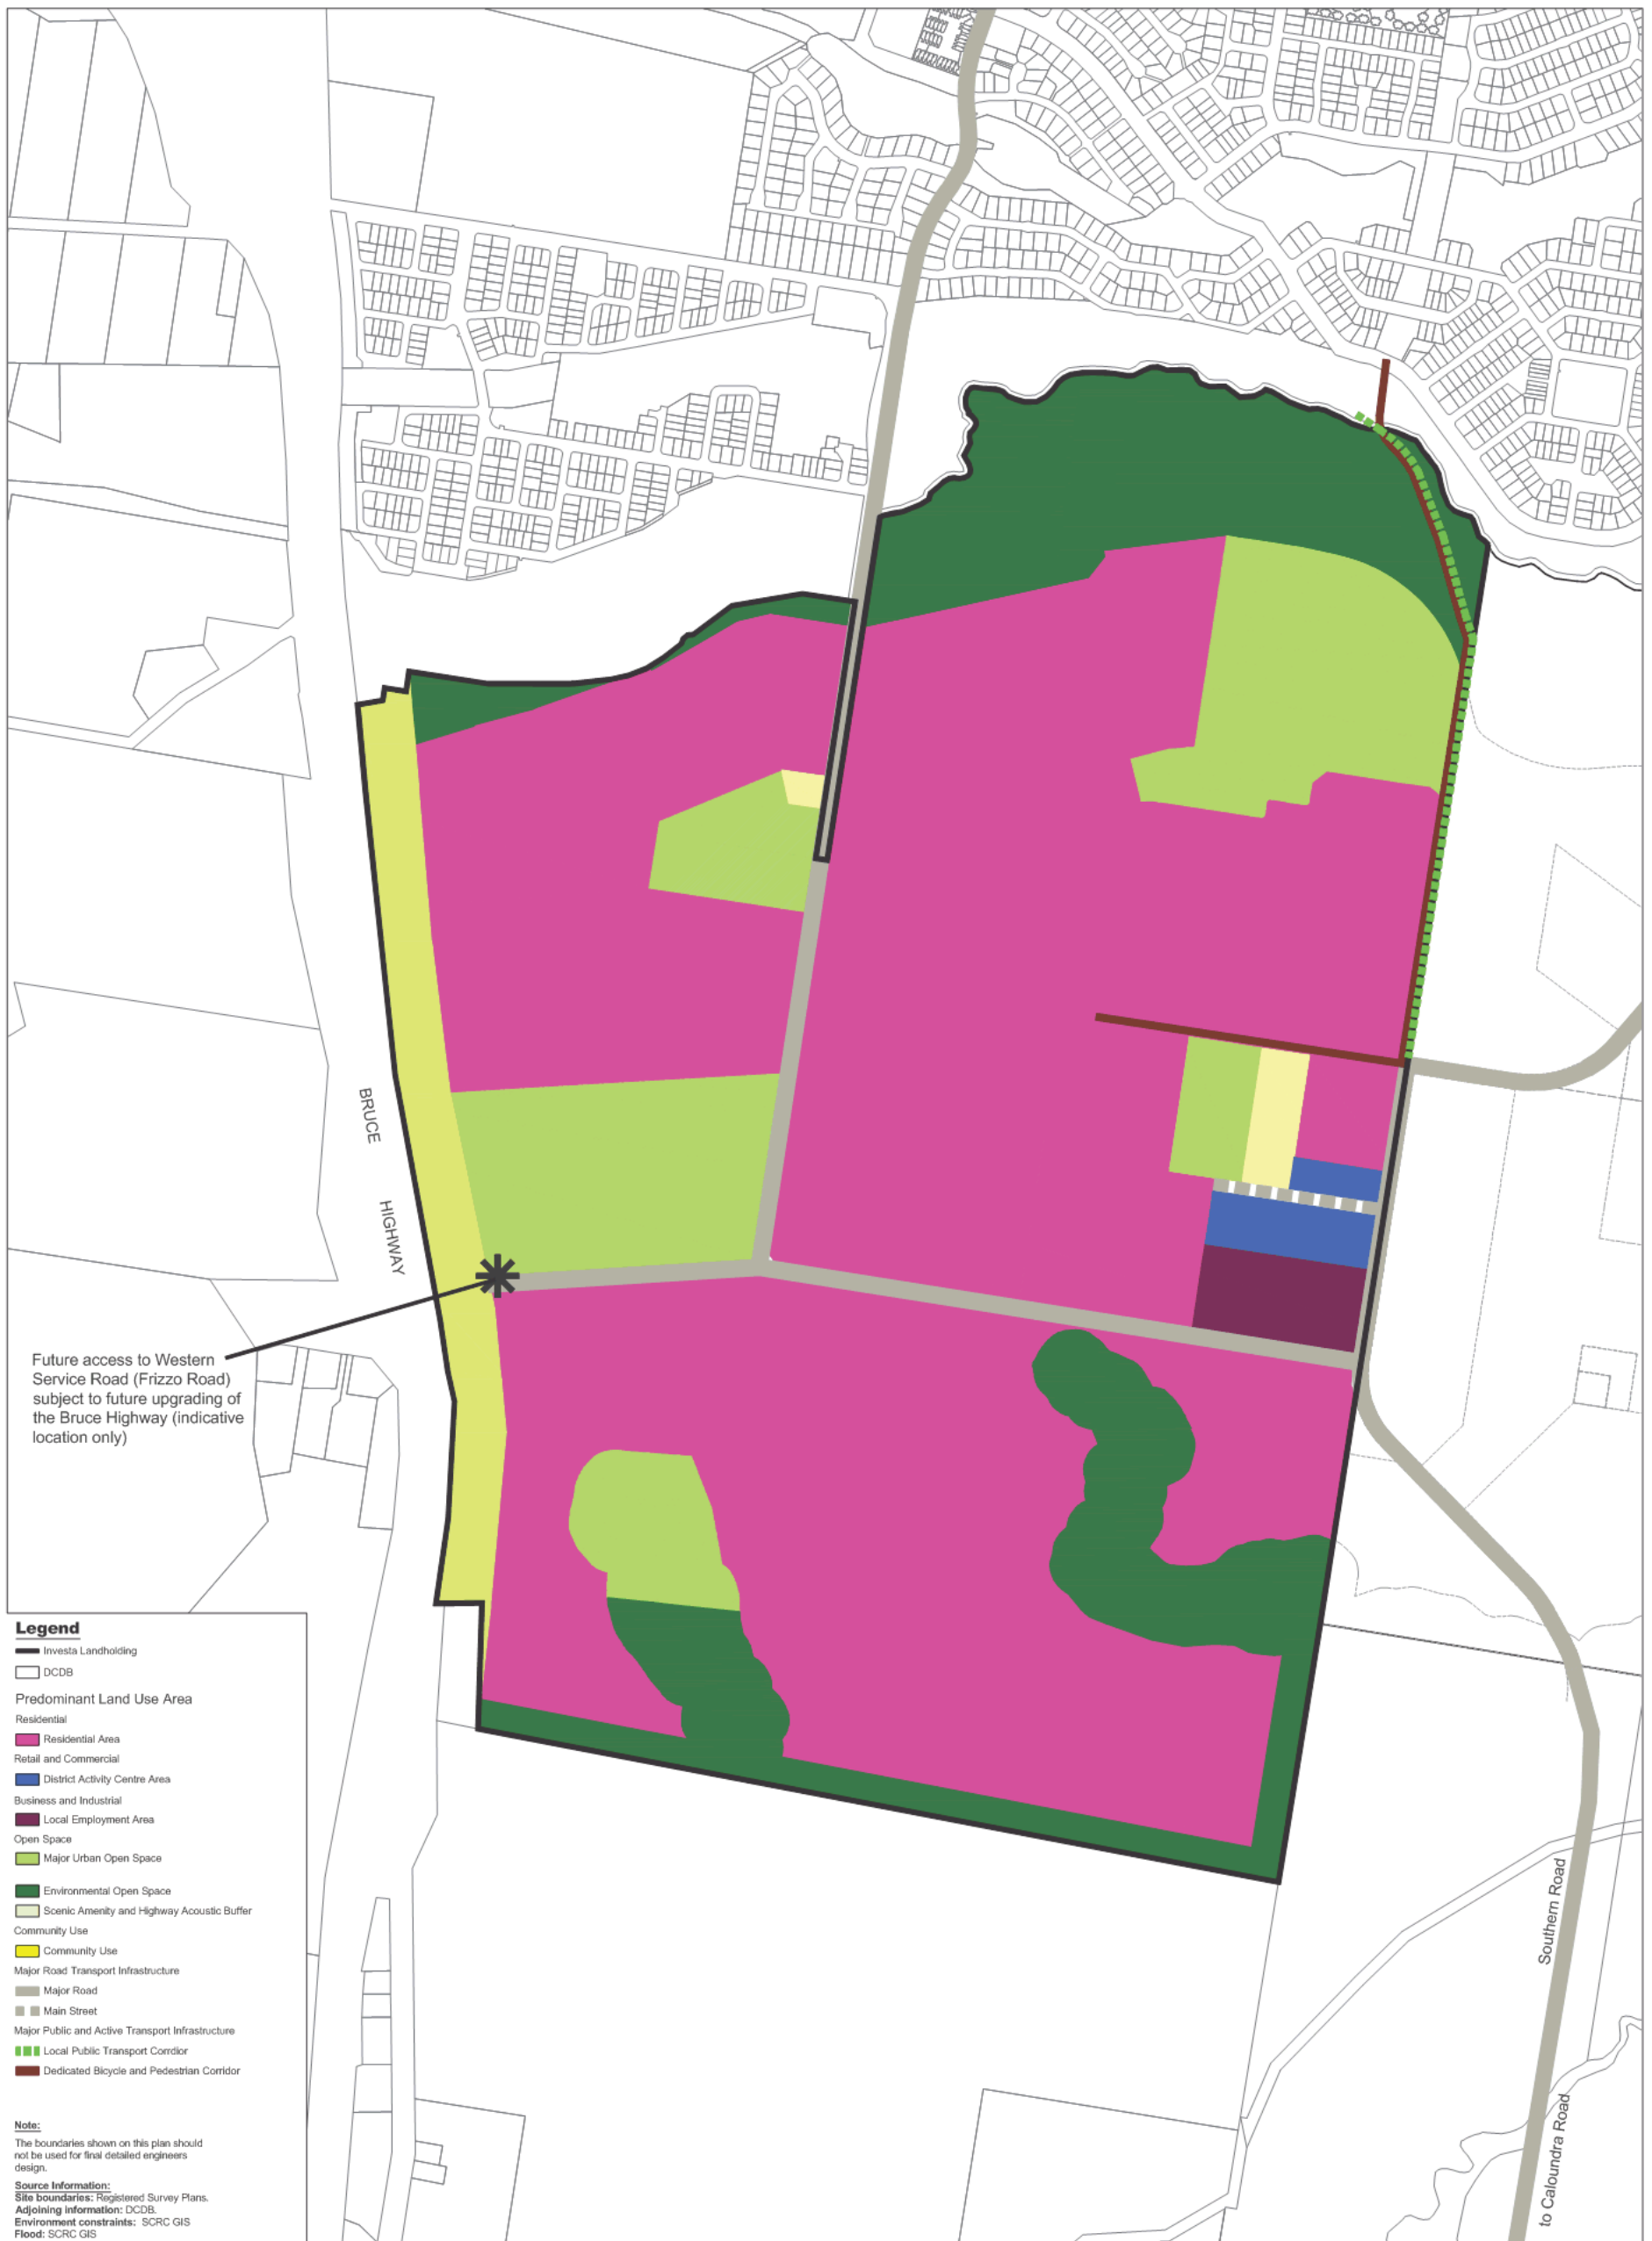 BRUCE
HIGHWAY
Future access to Western
Service Road (Frizzo Road)
subject to future upgrading of
the Bruce Highway (indicative
location only)
Legend
Investa Landholding
DCDB
Predominant Land Use Area
Residential
Residential Area
Retail and Commercial
District Activity Centre Area
Business and Industrial
Local Employment Area
Open Space
Major Urban Open Space
Environmental Open Space
Scenic Amenity and Highway Acoustic Buffer
Community Use
Community Use
Major Road Transport Infrastructure
Major Road
Main Street
Major Public and Active Transport Infrastructure
Local Public Transport Corrdior
Dedicated Bicycle and Pedestrian Corridor
Note:
The boundaries shown on this plan should
not be used for final detailed engineers
design.
Source Information:
Site boundaries: Registered Survey Plans.
Adjoining information: DCDB.
Environment constraints: SCRC GIS
Flood: SCRC GIS
Southern Road
to Caloundra Road